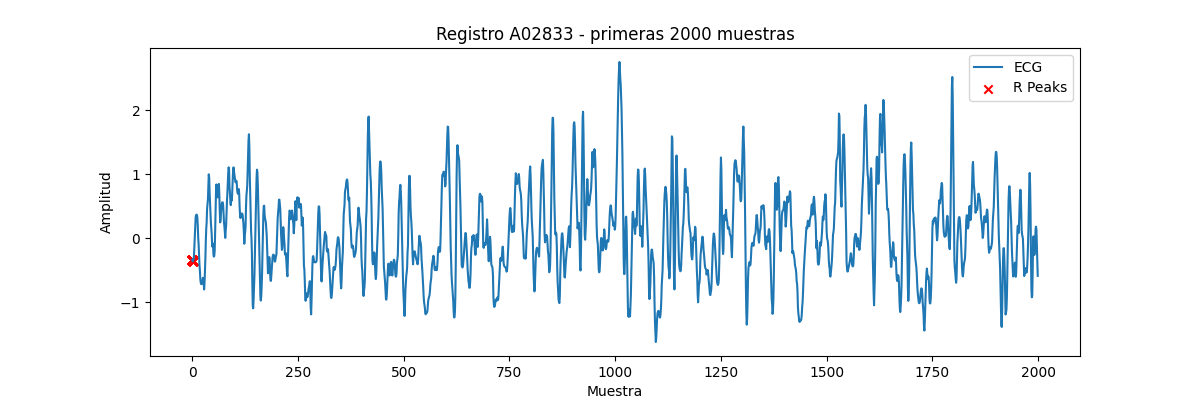 Registro A02833 - primeras 2000 muestras
ECG
R Peaks
Amplitud
2
1
0
−1
0 250 500 750 1000 1250 1500 1750 2000
Muestra